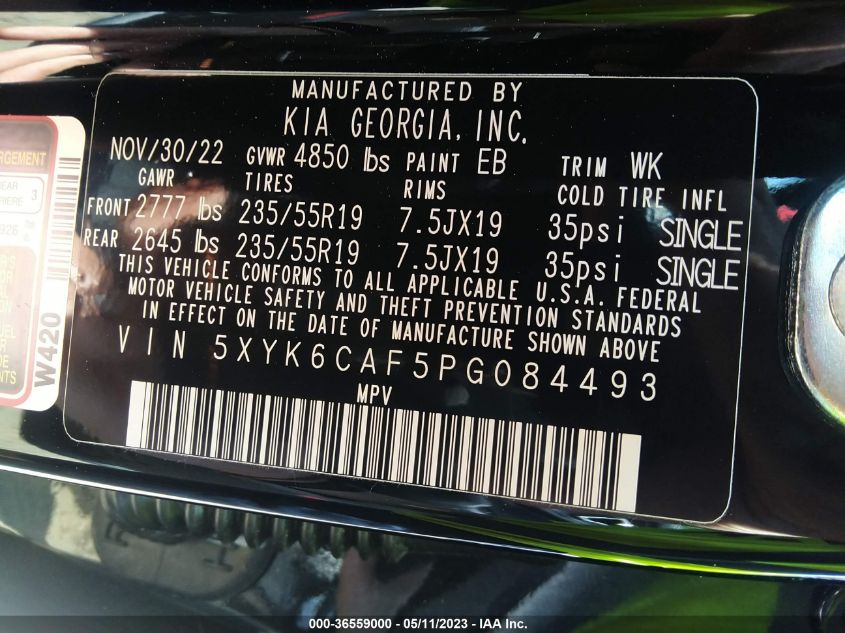 MANUFACTURED BY
KIA GEORGIA, INC.
NOV/30/22 GVWR 4850 lbs PAINT EB TRIM WK
GAWR TIRES RIMS COLD TIRE INFL
FRONT 2777 lbs 235/55R19 7.5JX19 35psi SINGLE
REAR 2645 lbs 235/55R19 7.5JX19 35psi SINGLE
THIS VEHICLE CONFORMS TO ALL APPLICABLE U.S.A. FEDERAL
MOTOR VEHICLE SAFETY AND THEFT PREVENTION STANDARDS
IN EFFECT ON THE DATE OF MANUFACTURE SHOWN ABOVE
VIN 5XYK6CAF5PG084493
MPV
3
926
W420
000-36559000 - 05/11/2023 - IAA Inc.